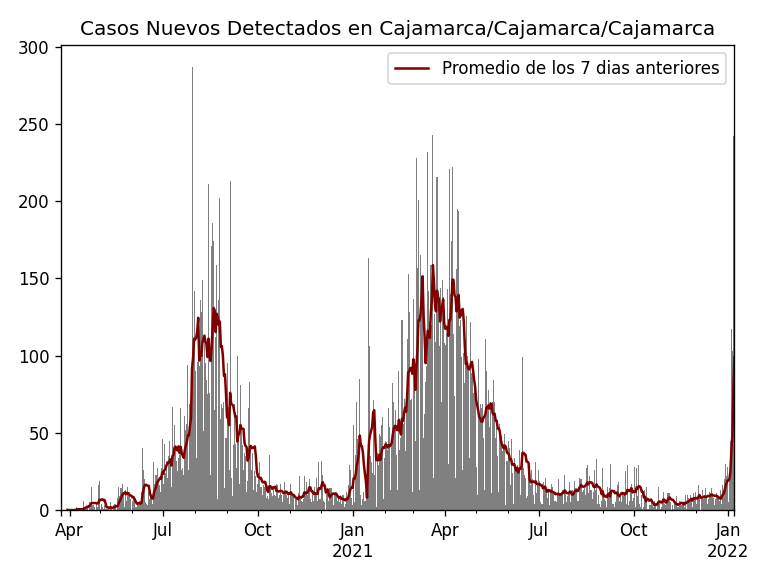 Casos Nuevos Detectados en Cajamarca/Cajamarca/Cajamarca
Promedio de los 7 dias anteriores
300
250
200
150
100
50
0
Apr Jul Oct Jan Apr Jul Oct Jan
2021 2022